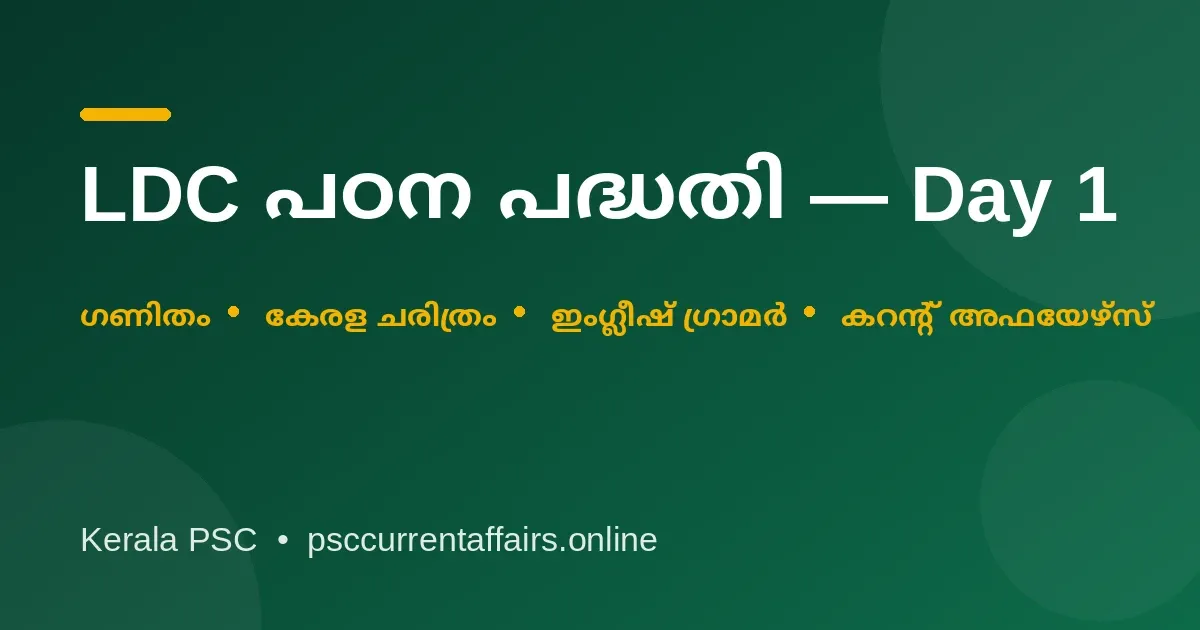 LDC പഠന പദ്ധതി — Day 1
ഗണിതം • കേരള ചരിത്രം • ഇംഗ്ലീഷ് ഗ്രാമർ • കറന്റ് അഫയേഴ്സ്
Kerala PSC • psccurrentaffairs.online